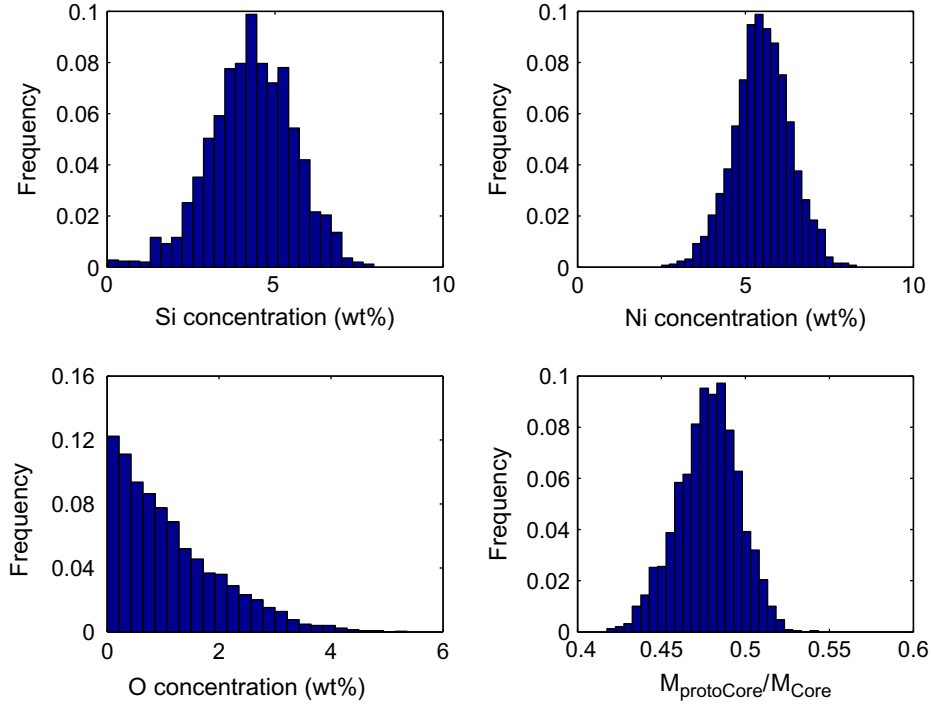 0.1
0.08
0.06
0.04
0.02
0
Frequency
0 5 10
Si concentration (wt%)
0.1
0.08
0.06
0.04
0.02
0
Frequency
0 5 10
Ni concentration (wt%)
0.16
0.12
0.08
0.04
0
Frequency
0 2 4 6
O concentration (wt%)
0.1
0.08
0.06
0.04
0.02
0
Frequency
0.4 0.45 0.5 0.55 0.6
M_protoCore/M_Core